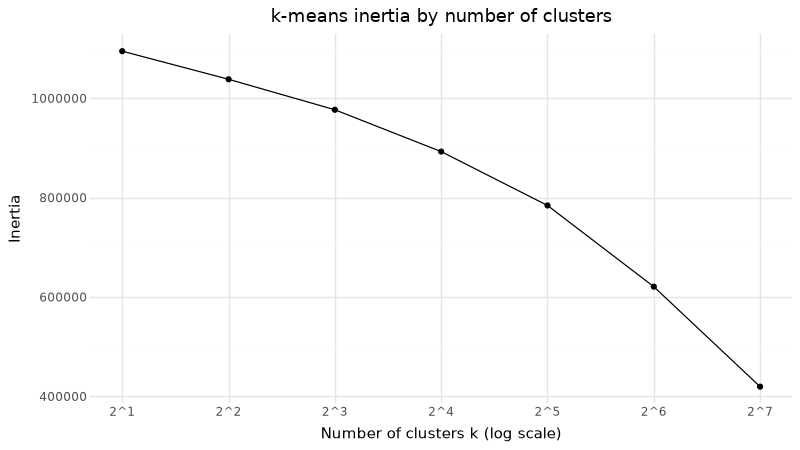 k-means inertia by number of clusters
Inertia
1000000
800000
600000
400000
2^1 2^2 2^3 2^4 2^5 2^6 2^7
Number of clusters k (log scale)